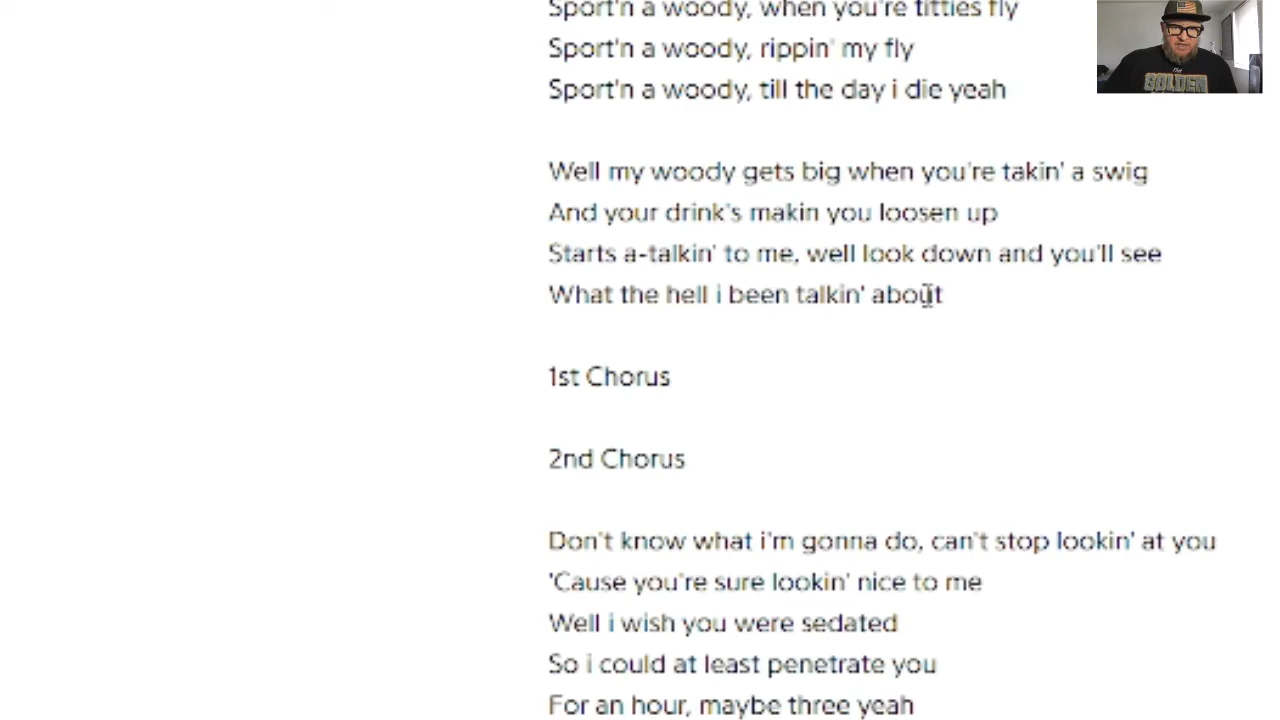 Sport'n a woody, when you're titties fly
Sport'n a woody, rippin' my fly
Sport'n a woody, till the day i die yeah
Well my woody gets big when you're takin' a swig
And your drink's makin you loosen up
Starts a-talkin' to me, well look down and you'll see
What the hell i been talkin' about
1st Chorus
2nd Chorus
Don't know what i'm gonna do, can't stop lookin' at you
'Cause you're sure lookin' nice to me
Well i wish you were sedated
So i could at least penetrate you
For an hour, maybe three yeah
The
GOLDEN